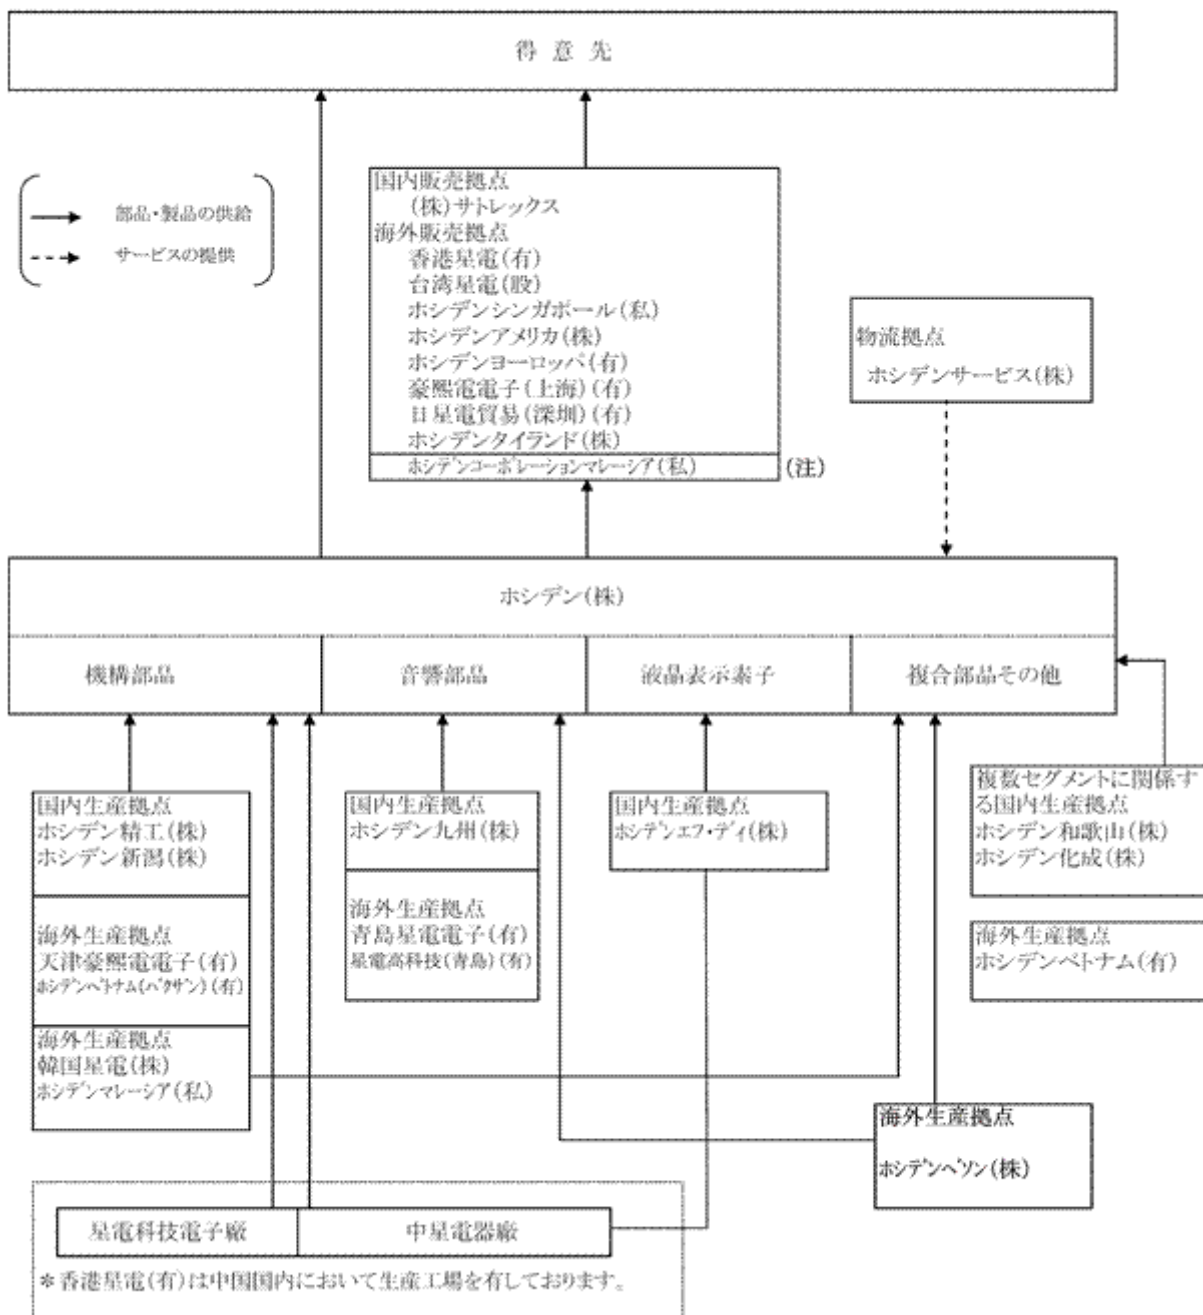 得意先
部品・製品の供給
サービスの提供
国内販売拠点
(株)サトレックス
海外販売拠点
香港星電(有)
台湾星電(股)
ホシデンシンガポール(私)
ホシデンアメリカ(株)
ホシデンヨーロッパ(有)
豪熙電電子(上海)(有)
日星電貿易(深圳)(有)
ホシデンタイランド(株)
ホシデンコーポレーションマレーシア(私)
(注)
物流拠点
ホシデンサービス(株)
ホシデン(株)
機構部品
音響部品
液晶表示素子
複合部品その他
国内生産拠点
ホシデン精工(株)
ホシデン新潟(株)
海外生産拠点
天津豪熙電電子(有)
ホシデンベトナム(バクザン)(有)
海外生産拠点
韓国星電(株)
ホシデンマレーシア(私)
国内生産拠点
ホシデン九州(株)
海外生産拠点
青島星電電子(有)
星電高科技(青島)(有)
国内生産拠点
ホシデンエフ・ディ(株)
複数セグメントに関係す
る国内生産拠点
ホシデン和歌山(株)
ホシデン化成(株)
海外生産拠点
ホシデンベトナム(有)
海外生産拠点
ホシデンベソン(株)
星電科技電子廠
中星電器廠
*香港星電(有)は中国国内において生産工場を有しております。